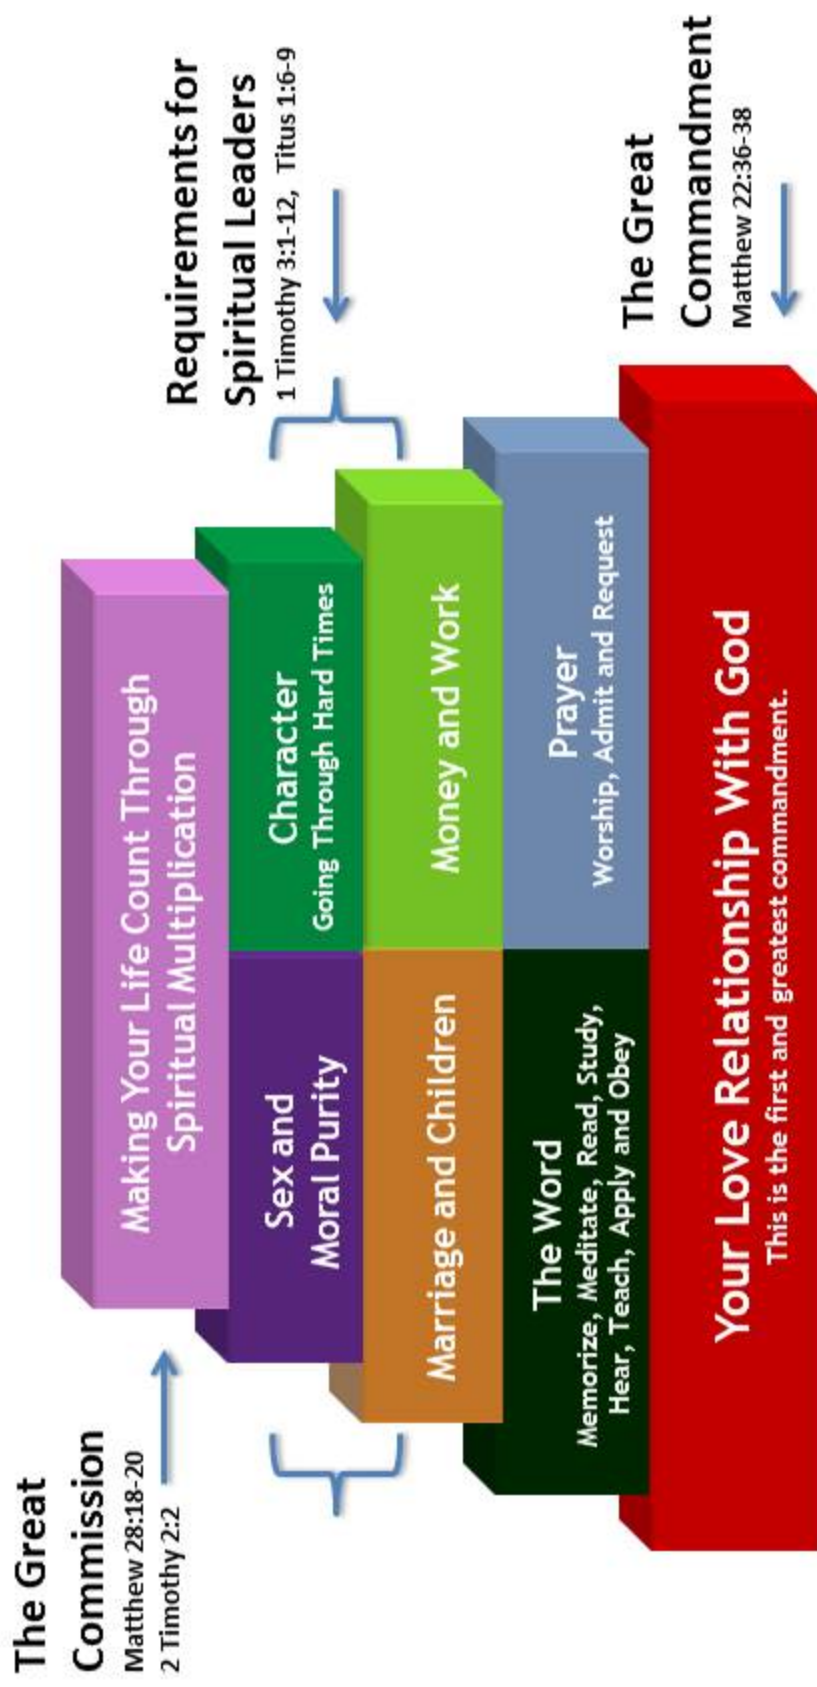 The Great
Commission
Matthew 28:18-20
2 Timothy 2:2
Making Your Life Count Through
Spiritual Multiplication
Requirements for
Spiritual Leaders
1 Timothy 3:1-12, Titus 1:6-9
Sex and
Moral Purity
Character
Going Through Hard Times
Marriage and Children
Money and Work
The Word
Memorize, Meditate, Read, Study,
Hear, Teach, Apply and Obey
Prayer
Worship, Admit and Request
The Great
Commandment
Matthew 22:36-38
Your Love Relationship With God
This is the first and greatest commandment.